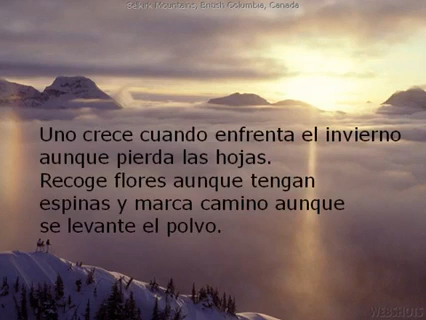 Selkirk Mountains, British Columbia, Canada
Uno crece cuando enfrenta el invierno
aunque pierda las hojas.
Recoge flores aunque tengan
espinas y marca camino aunque
se levante el polvo.
WEBSHOTS